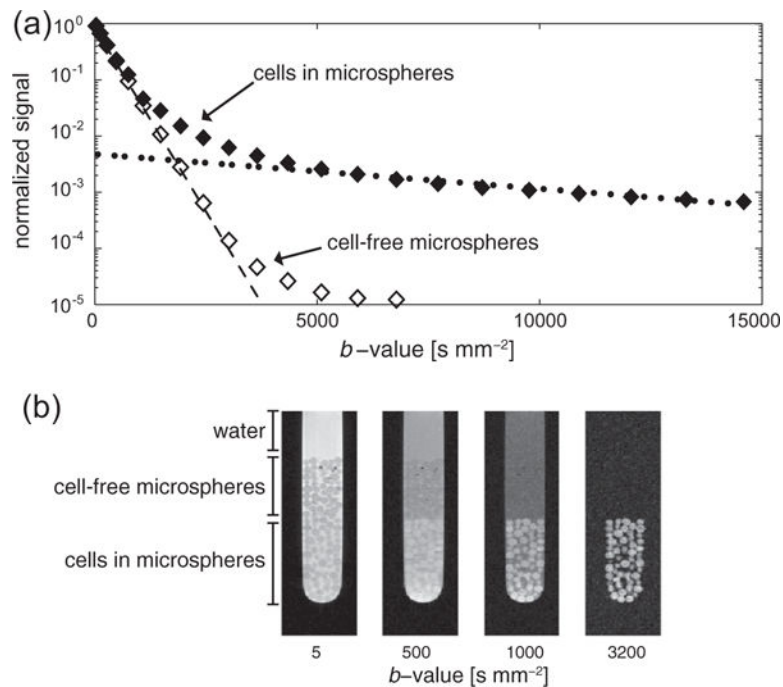 (a)
10⁰
10⁻¹
10⁻²
10⁻³
10⁻⁴
10⁻⁵
normalized signal
cells in microspheres
cell-free microspheres
0 5000 10000 15000
b–value [s mm⁻²]
(b)
water
cell-free microspheres
cells in microspheres
5 500 1000 3200
b-value [s mm⁻²]